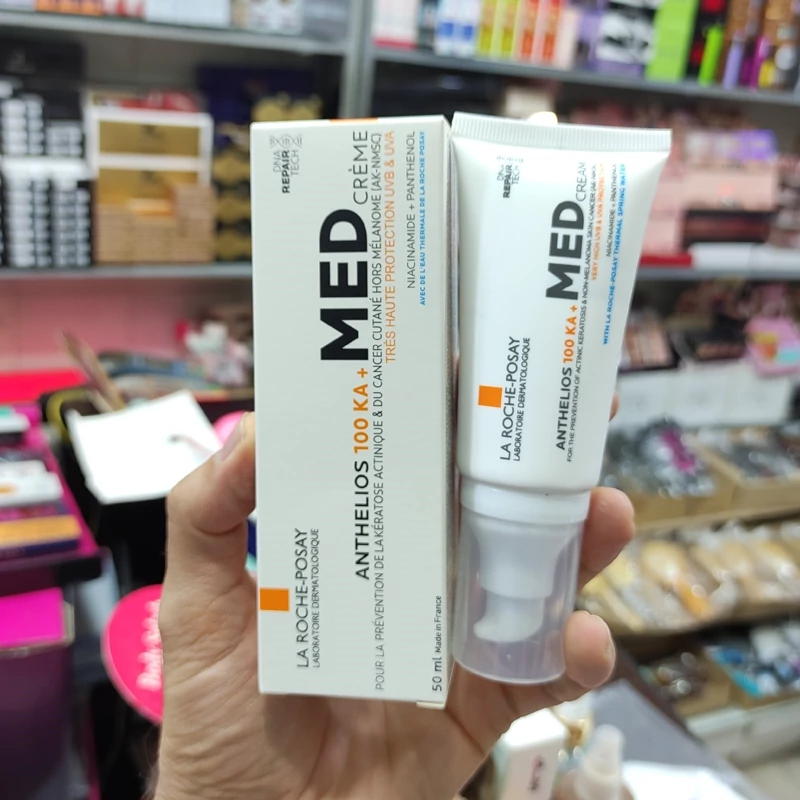 DNA
REPAIR
TECH
MED CRÈME
ANTHELIOS 100 KA+
POUR LA PRÉVENTION DE LA KÉRATOSE ACTINIQUE & DU CANCER CUTANÉ HORS MÉLANOME (AK-NMSC)
TRÈS HAUTE PROTECTION UVB & UVA
NIACINAMIDE + PANTHENOL
AVEC DE L'EAU THERMALE DE LA ROCHE POSAY
LA ROCHE-POSAY
LABORATOIRE DERMATOLOGIQUE
50 ml Made in France
DNA
REPAIR
TECH
MED CREAM
ANTHELIOS 100 KA+
FOR THE PREVENTION OF ACTINIC KERATOSIS & NON-MELANOMA SKIN CANCER
VERY HIGH UVB & UVA
NIACINAMIDE +
WITH LA ROCHE-POSAY THERMAL SPRING WATER
LA ROCHE-POSAY
LABORATOIRE DERMATOLOGIQUE